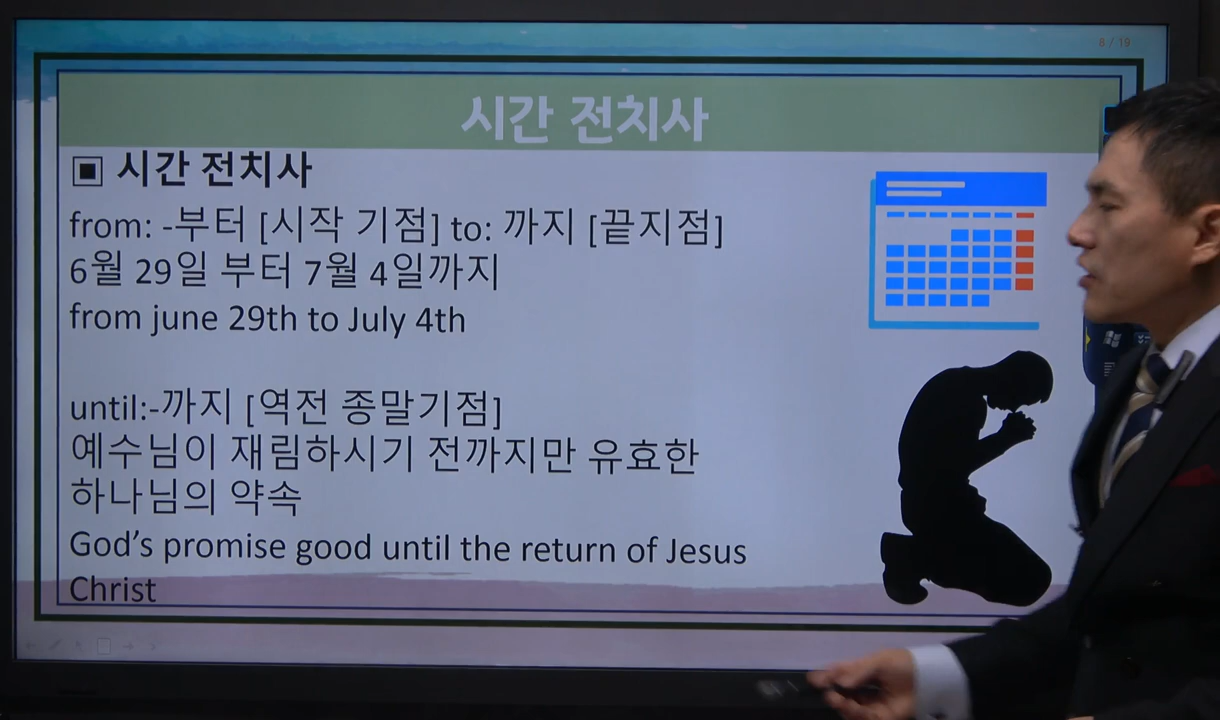 8 / 19
시간 전치사
▣ 시간 전치사
from: -부터 [시작 기점] to: 까지 [끝지점]
6월 29일 부터 7월 4일까지
from june 29th to July 4th
until:-까지 [역전 종말기점]
예수님이 재림하시기 전까지만 유효한
하나님의 약속
God’s promise good until the return of Jesus
Christ